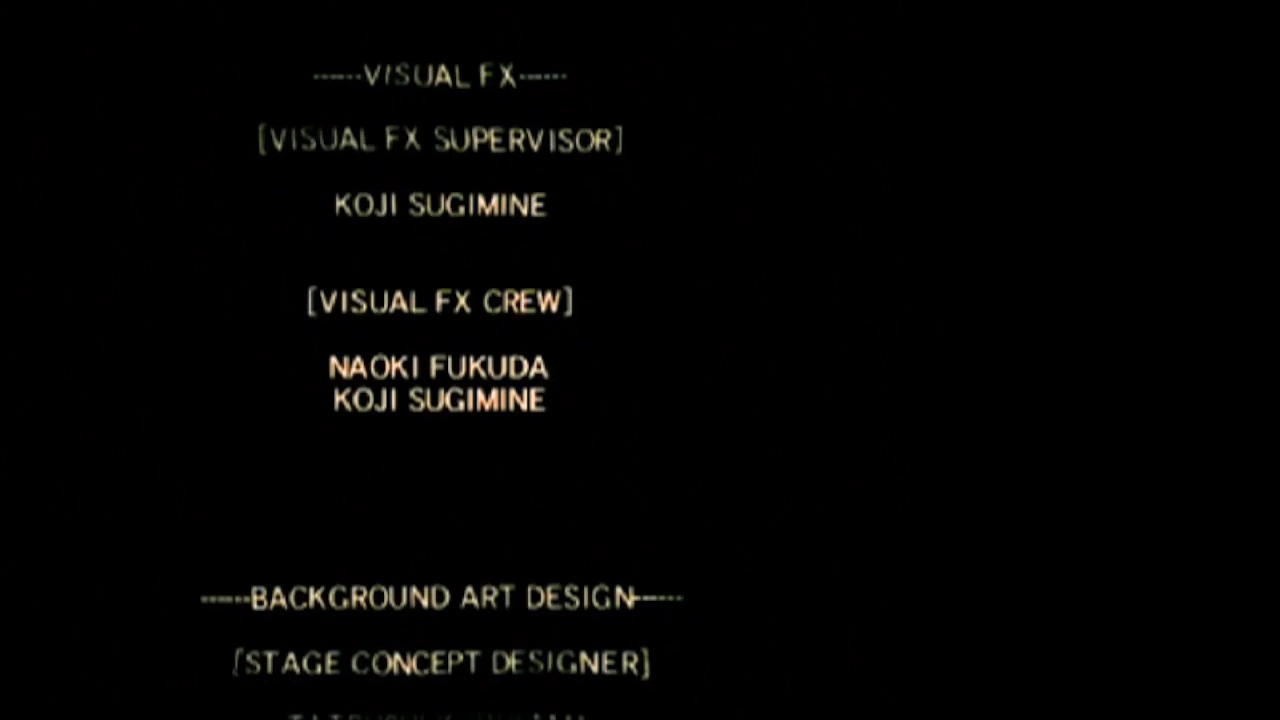 ------VISUAL FX------
[VISUAL FX SUPERVISOR]
KOJI SUGIMINE
[VISUAL FX CREW]
NAOKI FUKUDA
KOJI SUGIMINE
------BACKGROUND ART DESIGN------
[STAGE CONCEPT DESIGNER]